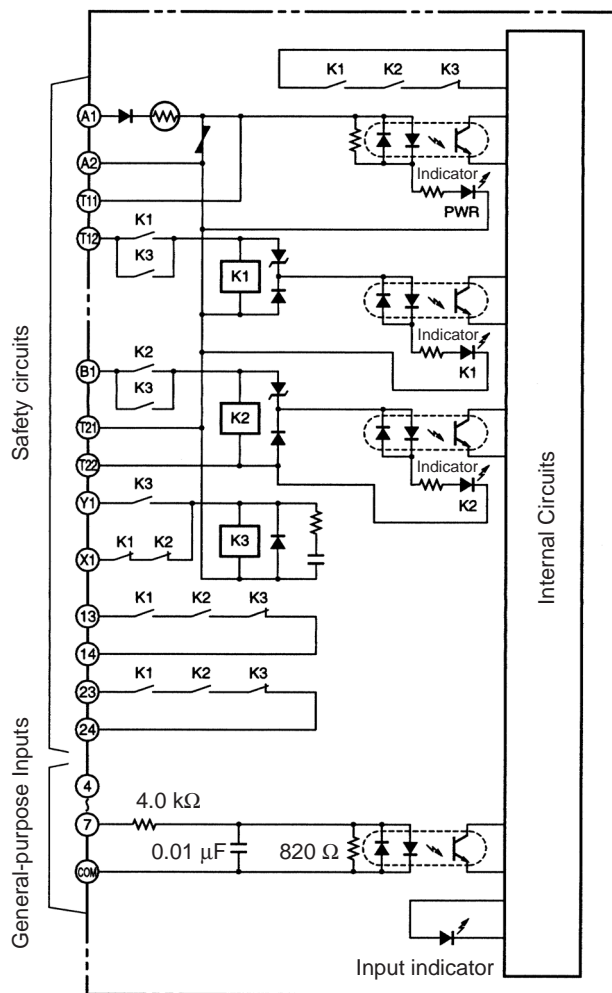 K1 K2 K3
A1
A2
Indicator
T11
PWR
T12 K1
K3
K1
Indicator
K1
B1 K2
K3
K2
T21
Indicator
T22
K2
Y1 K3
K3
X1 K1 K2
13 K1 K2 K3
14
23 K1 K2 K3
24
4
7 4.0 kΩ
0.01 μF 820 Ω
COM
Input indicator
Safety circuits
General-purpose Inputs
Internal Circuits